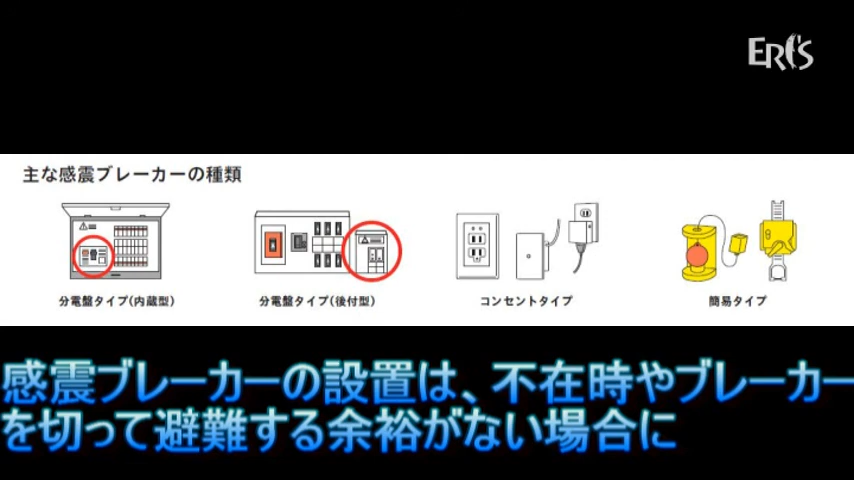 ERI'S
主な感震ブレーカーの種類
分電盤タイプ(内蔵型)
分電盤タイプ(後付型)
コンセントタイプ
簡易タイプ
感震ブレーカーの設置は、不在時やブレーカー
を切って避難する余裕がない場合に